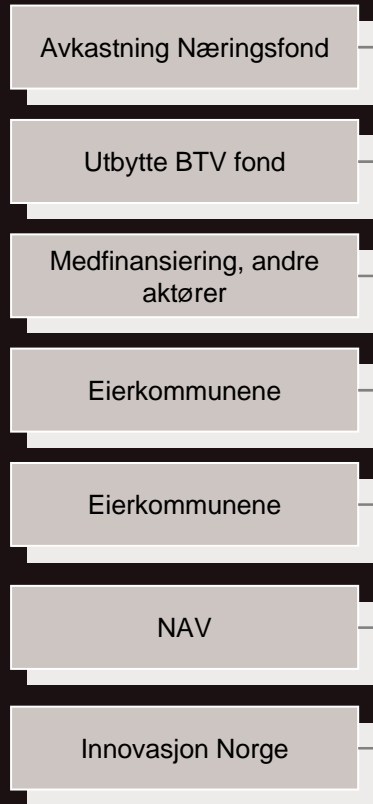 Avkastning Næringsfond
Utbytte BTV fond
Medfinansiering, andre
aktører
Eierkommunene
Eierkommunene
NAV
Innovasjon Norge